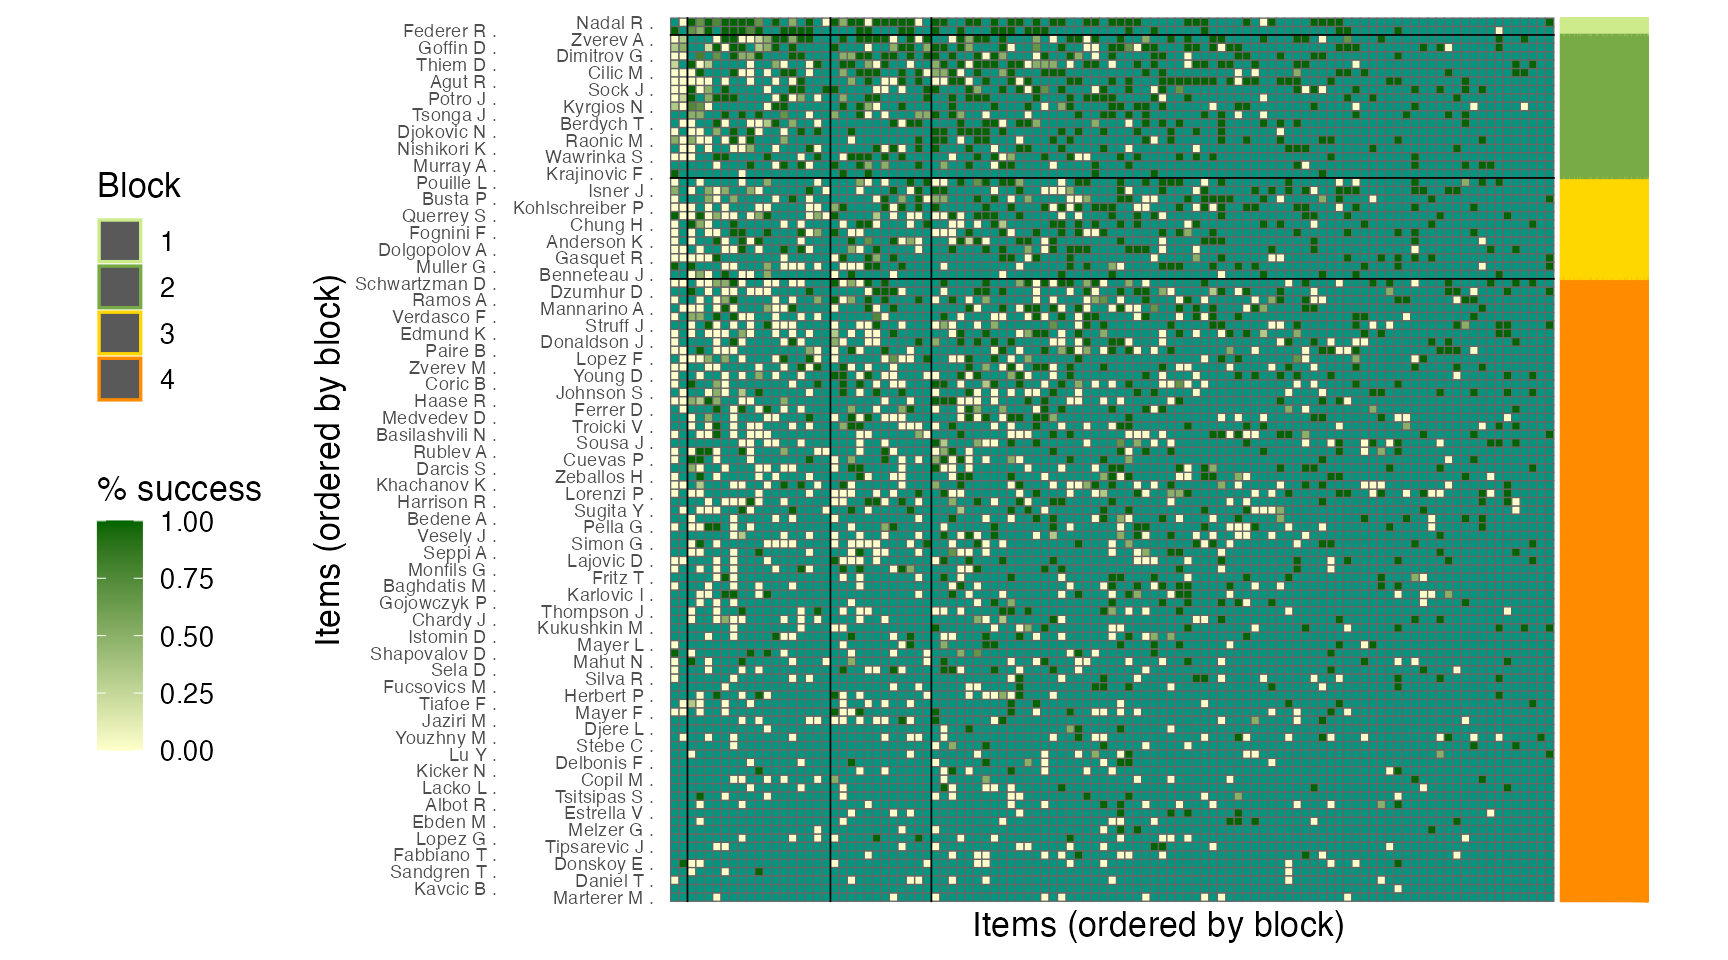 Block
1
2
3
4
% success
1.00
0.75
0.50
0.25
0.00
Items (ordered by block)
Nadal R .
Federer R .
Zverev A .
Goffin D .
Dimitrov G .
Thiem D .
Cilic M .
Agut R .
Sock J .
Potro J .
Kyrgios N .
Tsonga J .
Berdych T .
Djokovic N .
Raonic M .
Nishikori K .
Wawrinka S .
Murray A .
Krajinovic F .
Pouille L .
Isner J .
Busta P .
Kohlschreiber P .
Querrey S .
Chung H .
Fognini F .
Anderson K .
Dolgopolov A .
Gasquet R .
Muller G .
Benneteau J .
Schwartzman D .
Dzumhur D .
Ramos A .
Mannarino A .
Verdasco F .
Struff J .
Edmund K .
Donaldson J .
Paire B .
Lopez F .
Zverev M .
Young D .
Coric B .
Johnson S .
Haase R .
Ferrer D .
Medvedev D .
Troicki V .
Basilashvili N .
Sousa J .
Rublev A .
Cuevas P .
Darcis S .
Zeballos H .
Khachanov K .
Lorenzi P .
Harrison R .
Sugita Y .
Bedene A .
Pella G .
Vesely J .
Simon G .
Seppi A .
Lajovic D .
Monfils G .
Fritz T .
Baghdatis M .
Karlovic I .
Gojowczyk P .
Thompson J .
Chardy J .
Kukushkin M .
Istomin D .
Mayer L .
Shapovalov D .
Mahut N .
Sela D .
Silva R .
Fucsovics M .
Herbert P .
Tiafoe F .
Mayer F .
Jaziri M .
Djere L .
Youzhny M .
Stebe C .
Lu Y .
Delbonis F .
Kicker N .
Copil M .
Lacko L .
Tsitsipas S .
Albot R .
Estrella V .
Ebden M .
Melzer G .
Lopez G .
Tipsarevic J .
Fabbiano T .
Donskoy E .
Sandgren T .
Daniel T .
Kavcic B .
Marterer M .
Items (ordered by block)